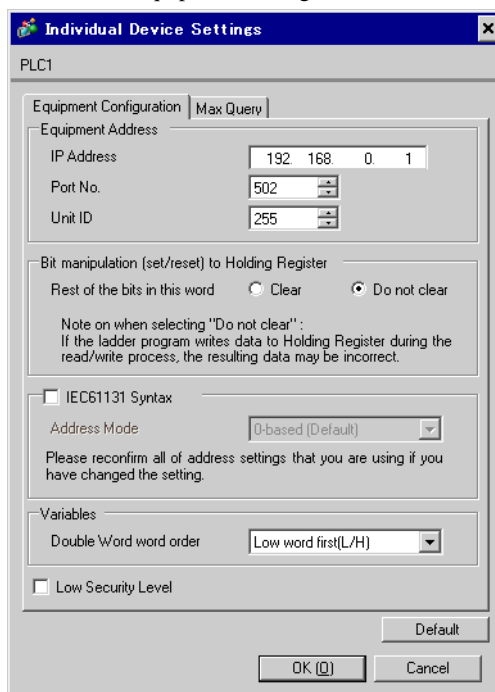 Individual Device Settings
PLC1
Equipment Configuration Max Query
Equipment Address
IP Address 192. 168. 0. 1
Port No. 502
Unit ID 255
Bit manipulation (set/reset) to Holding Register
Rest of the bits in this word Clear Do not clear
Note on when selecting "Do not clear" :
If the ladder program writes data to Holding Register during the
read/write process, the resulting data may be incorrect.
IEC61131 Syntax
Address Mode 0-based (Default)
Please reconfirm all of address settings that you are using if you
have changed the setting.
Variables
Double Word word order Low word first(L/H)
Low Security Level
Default
OK (O) Cancel